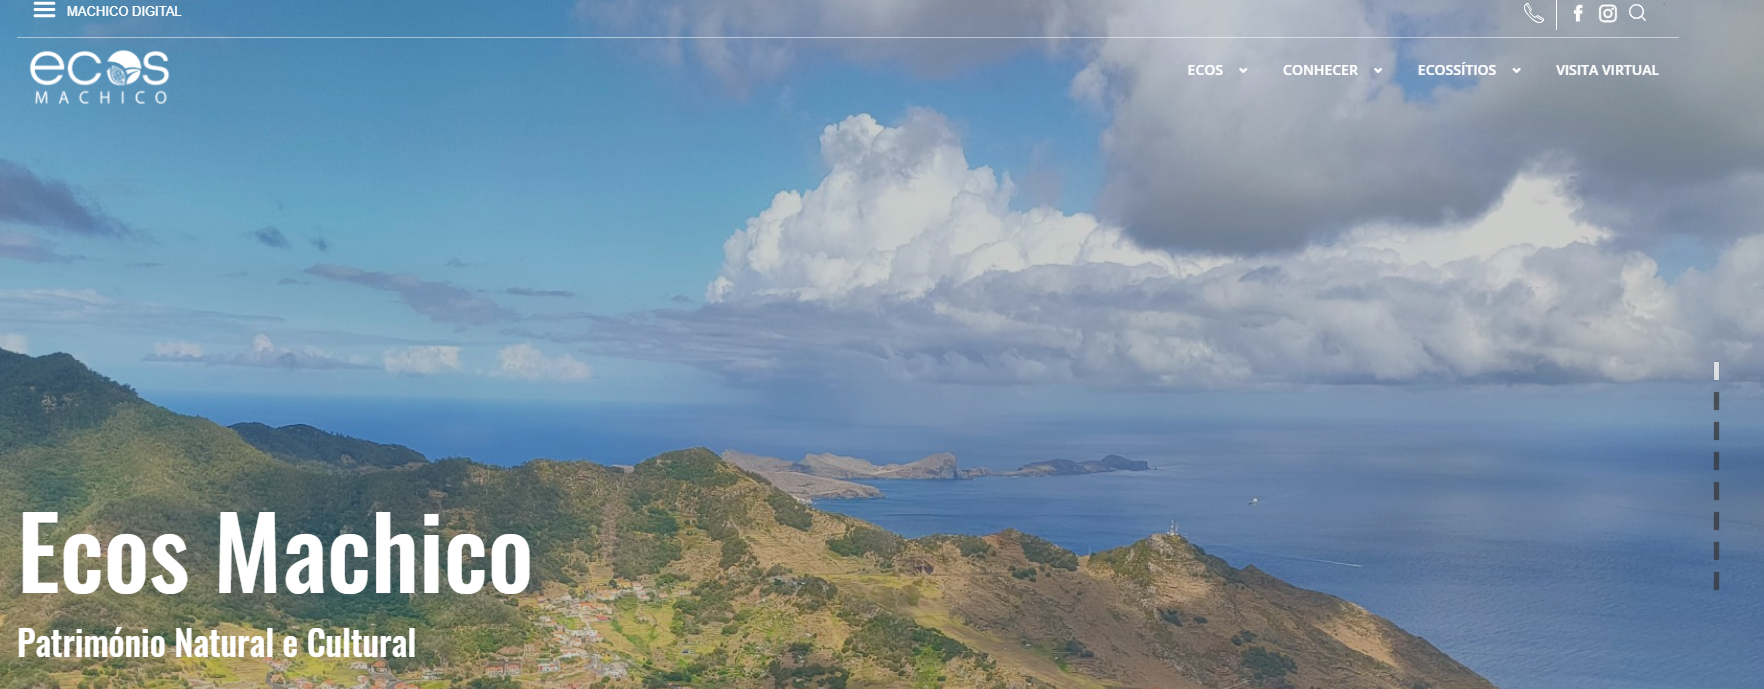 MACHICO DIGITAL
ecos
MACHICO
ECOS CONHECER ECOSSÍTIOS VISITA VIRTUAL
Ecos Machico
Património Natural e Cultural